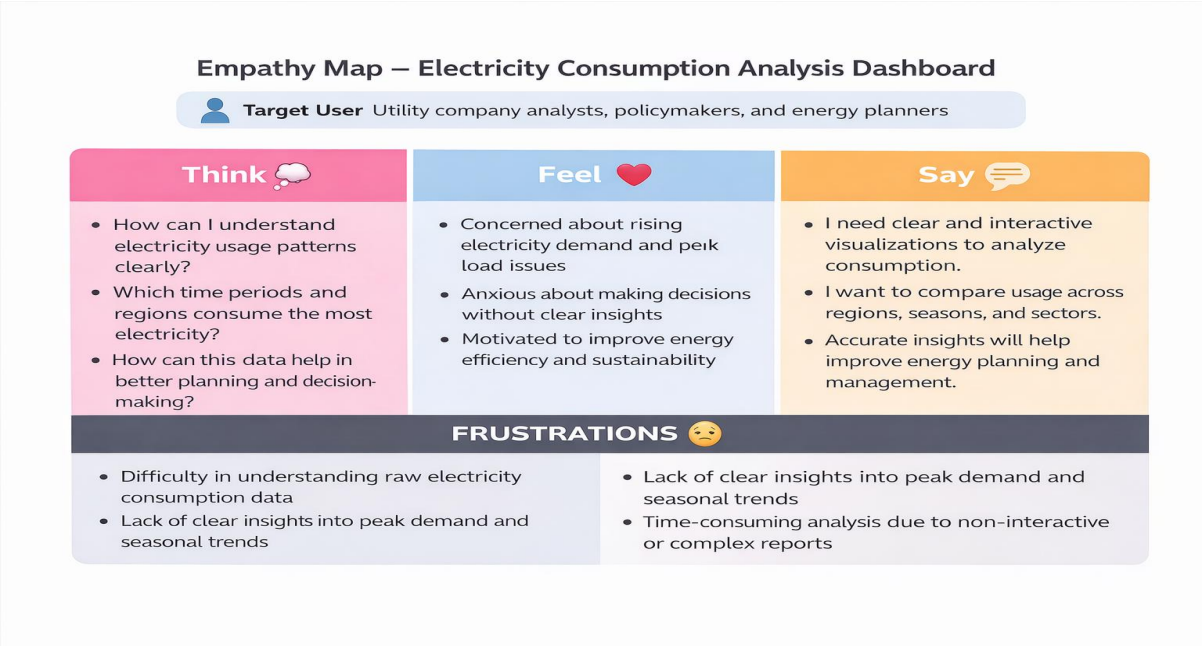 Empathy Map – Electricity Consumption Analysis Dashboard
Target User Utility company analysts, policymakers, and energy planners
Think
• How can I understand
electricity usage patterns
clearly?
• Which time periods and
regions consume the most
electricity?
• How can this data help in
better planning and decision-
making?
Feel
• Concerned about rising
electricity demand and
load issues
• Anxious about making decisions
without clear insights
• Motivated to improve energy
efficiency and sustainability
Say
• I need clear and interactive
visualizations to analyze
consumption.
• I want to compare usage across
regions, seasons, and sectors.
• Accurate insights will help
improve energy planning and
management.
FRUSTRATIONS
• Difficulty in understanding raw electricity
consumption data
• Lack of clear insights into peak demand and
seasonal trends
• Lack of clear insights into peak demand and
seasonal trends
• Time-consuming analysis due to non-interactive
or complex reports